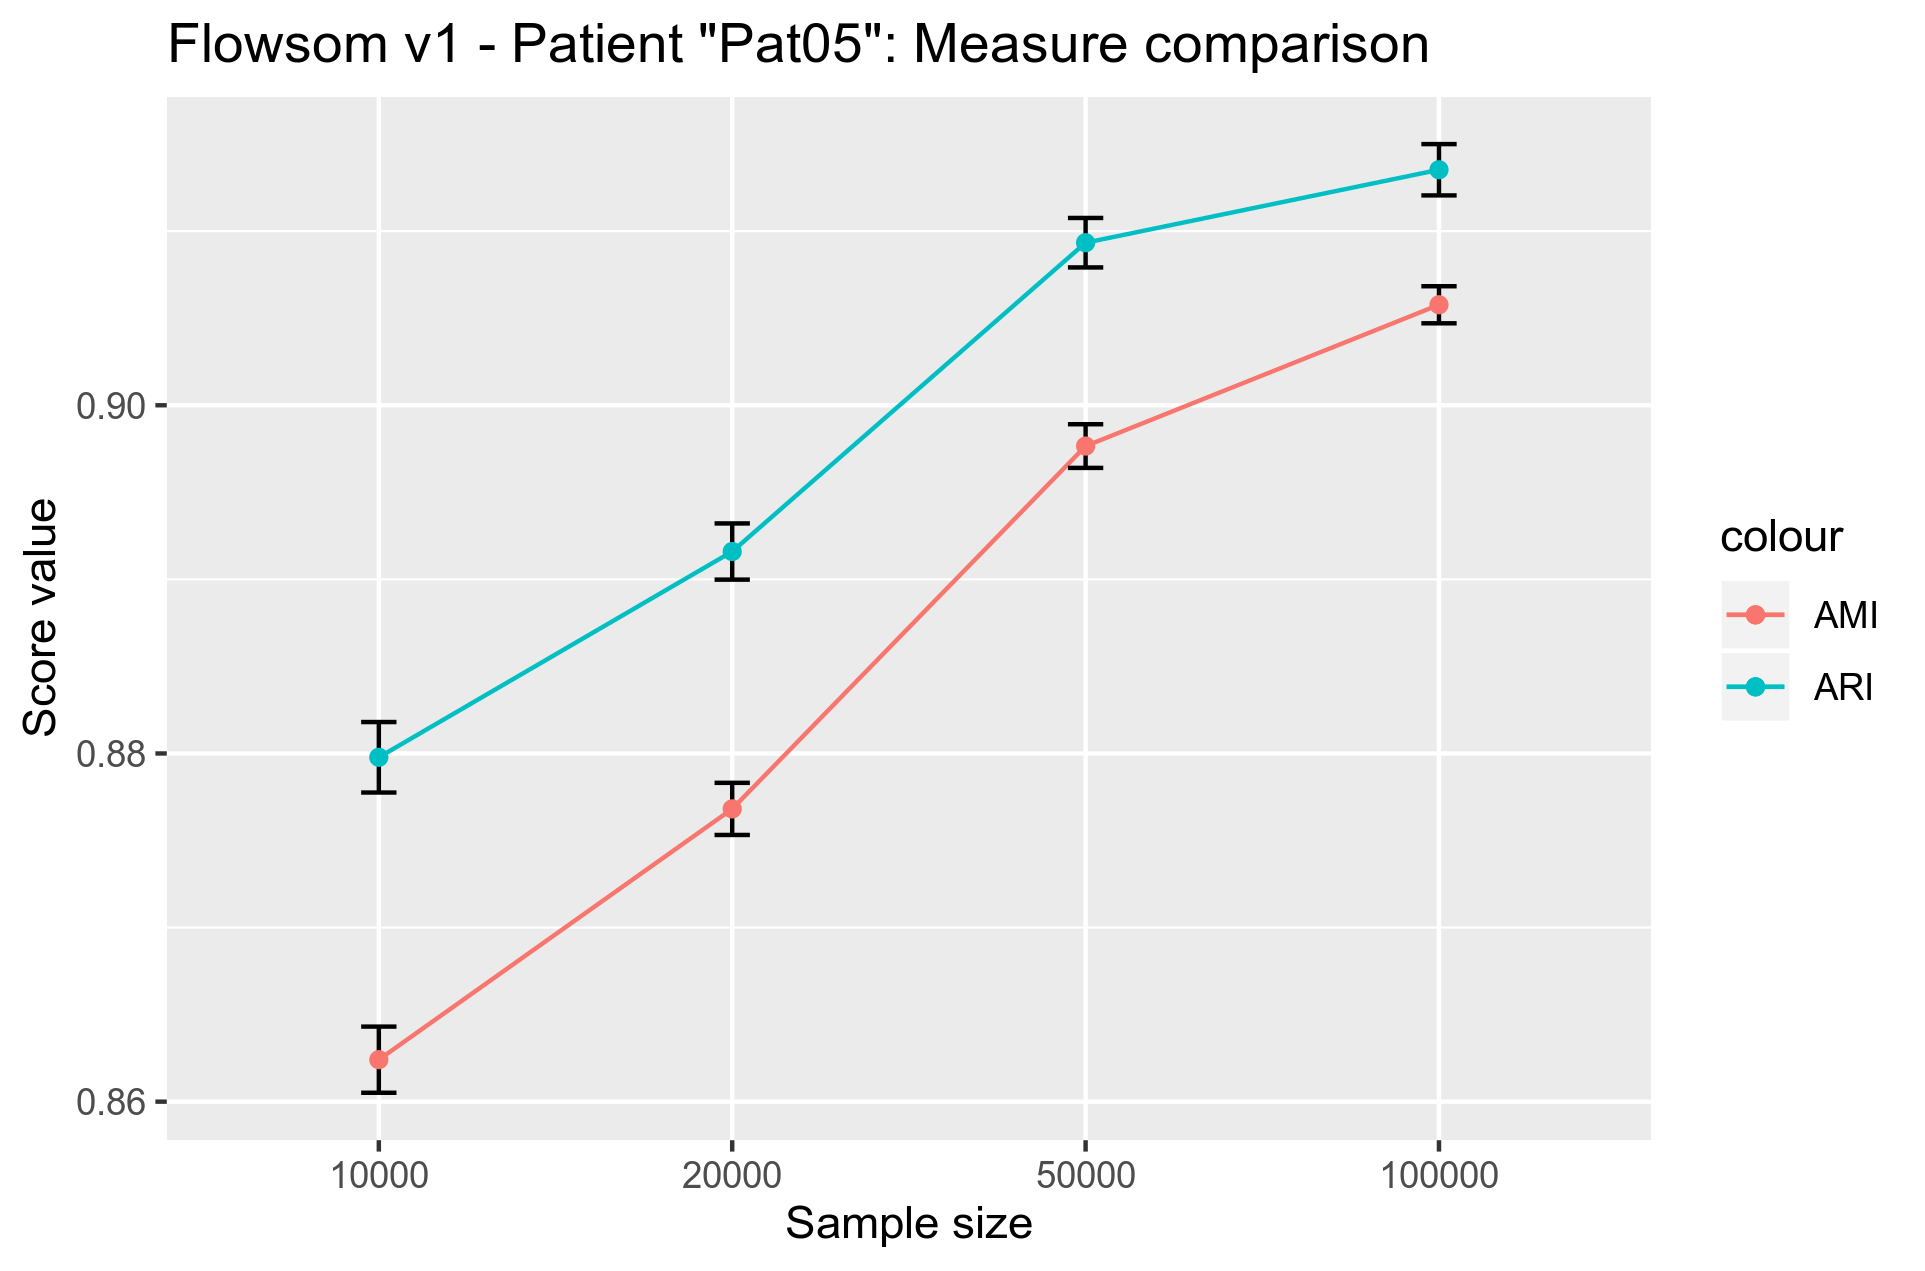 Flowsom v1 - Patient "Pat05": Measure comparison
Score value
0.90
0.88
0.86
10000 20000 50000 100000
Sample size
colour
AMI
ARI